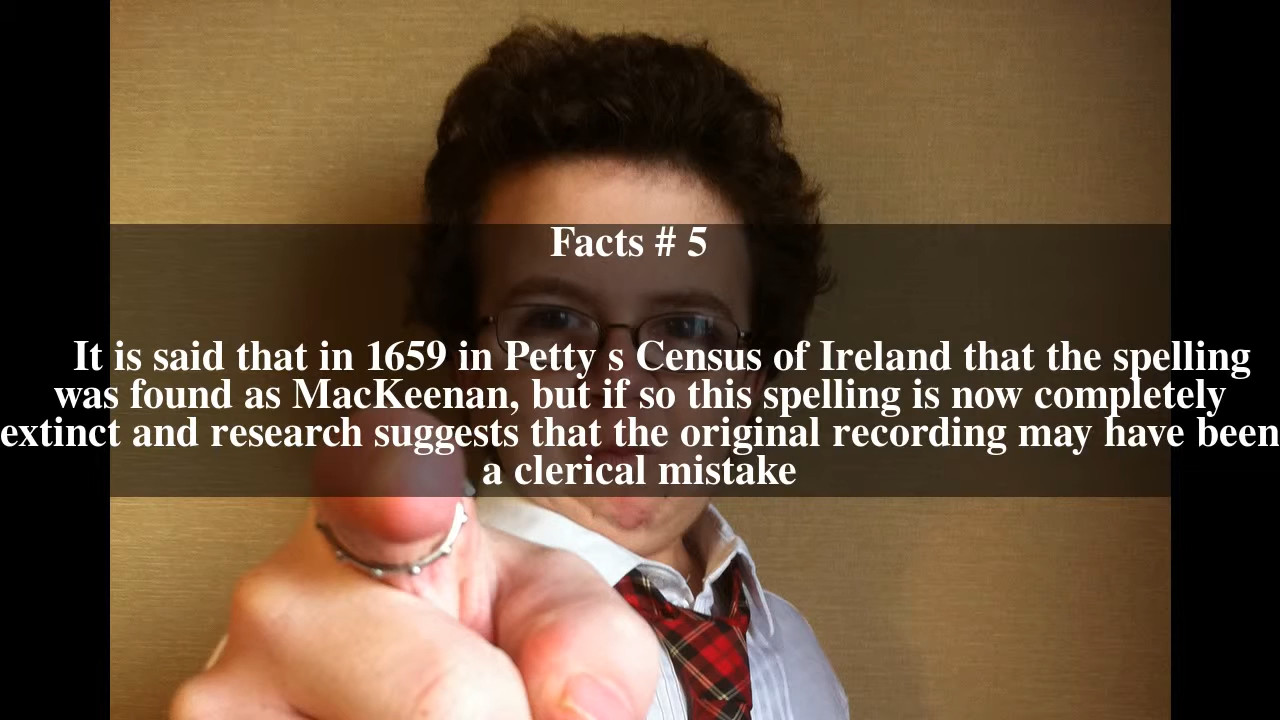 Facts # 5
It is said that in 1659 in Petty s Census of Ireland that the spelling
was found as MacKeenan, but if so this spelling is now completely
extinct and research suggests that the original recording may have been
a clerical mistake